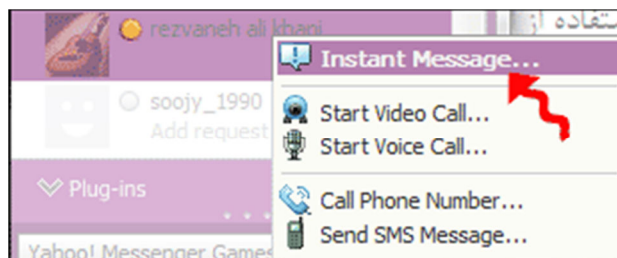 rezvaneh ali khani
ستفاده از
Instant Message...
soojy_1990
Add request
Start Video Call...
Start Voice Call...
Plug-ins
Call Phone Number...
Send SMS Message...
Yahoo! Messenger Games